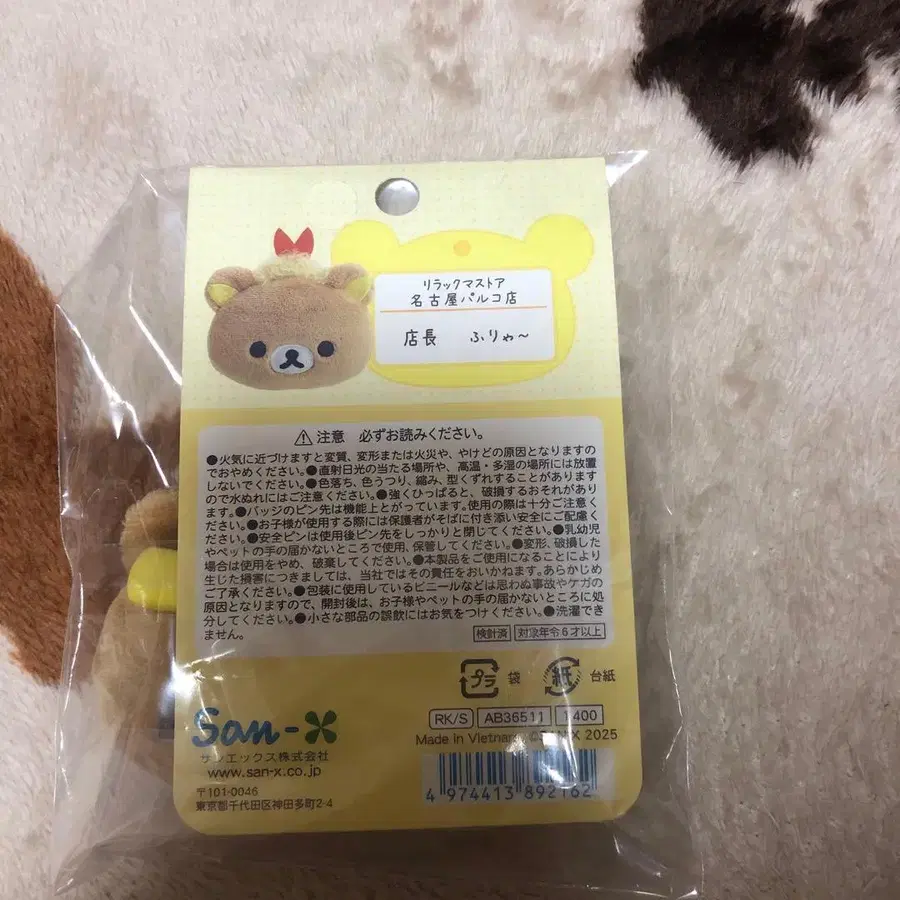 リラックマストア
名古屋パルコ店
店長 ふりゃ〜
⚠注意 必ずお読みください。
●火気に近づけますと変質、変形または火災や、やけどの原因となりますの
でおやめください。●直射日光の当たる場所や、高温・多湿の場所には放置
しないでください。●色落ち、色うつり、縮み、型くずれすることがあります
ので水ぬれにはご注意ください。●強くひっぱると、破損するおそれがあり
ます。●バッジのピン先は機能上とがっています。使用の際は十分ご注意く
ださい。●お子様が使用する際には保護者がそばに付き添い安全にご配慮く
ださい。●安全ピンは使用後ピン先をしっかりと閉じてください。●乳幼児
やペットの手の届かないところで使用、保管してください。●変形、破損した
場合は使用をやめ、破棄してください。●本製品をご使用になることにより
生じた損害につきましては、当社ではその責任をおいかねます。あらかじめ
ご了承ください。●包装に使用しているビニールなどは思わぬ事故やケガの
原因となりますので、開封後は、お子様やペットの手の届かないところに処
分してください。●小さな部品の誤飲にはお気をつけください。●洗濯でき
ません。
検針済 対象年令6才以上
プラ 袋 紙 台紙
RK/S AB36511 1400
Made in Vietnam ©SAN-X 2025
San-X
サンエックス株式会社
www.san-x.co.jp
〒101-0046
東京都千代田区神田多町2-4
4 974413 892162